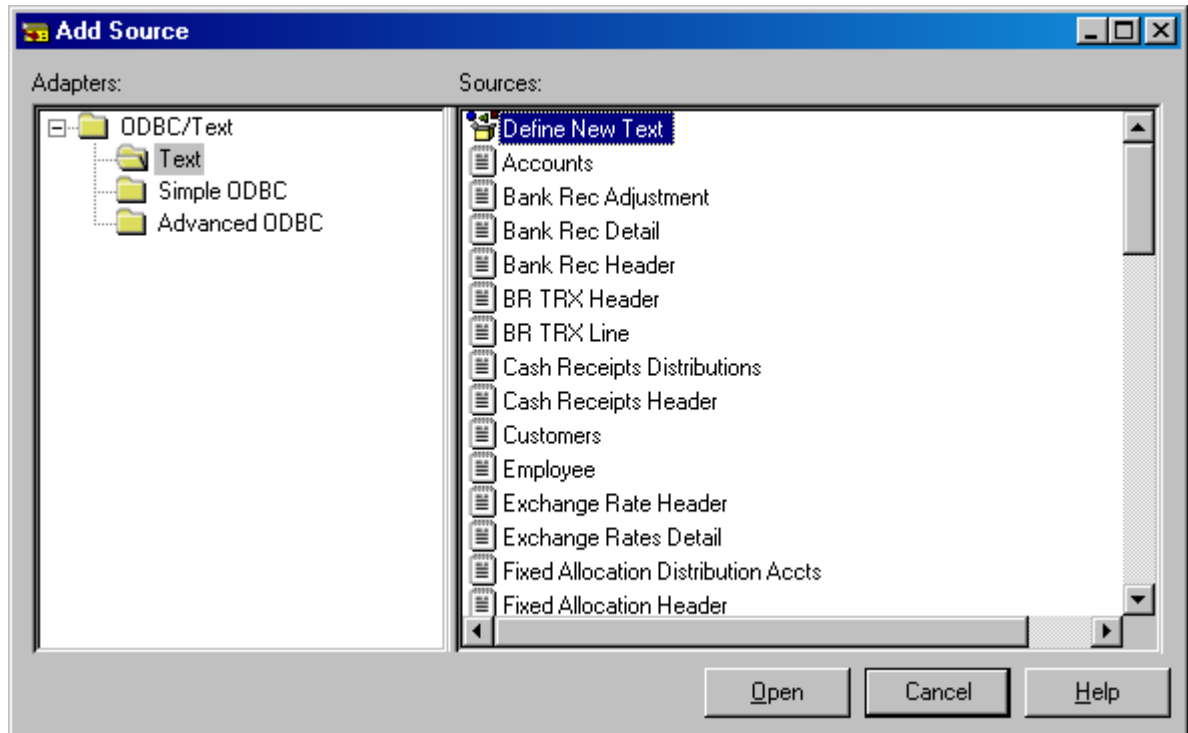 Add Source
Adapters:
Sources:
ODBC/Text
Text
Simple ODBC
Advanced ODBC
Define New Text
Accounts
Bank Rec Adjustment
Bank Rec Detail
Bank Rec Header
BR TRX Header
BR TRX Line
Cash Receipts Distributions
Cash Receipts Header
Customers
Employee
Exchange Rate Header
Exchange Rates Detail
Fixed Allocation Distribution Accts
Fixed Allocation Header
Open
Cancel
Help